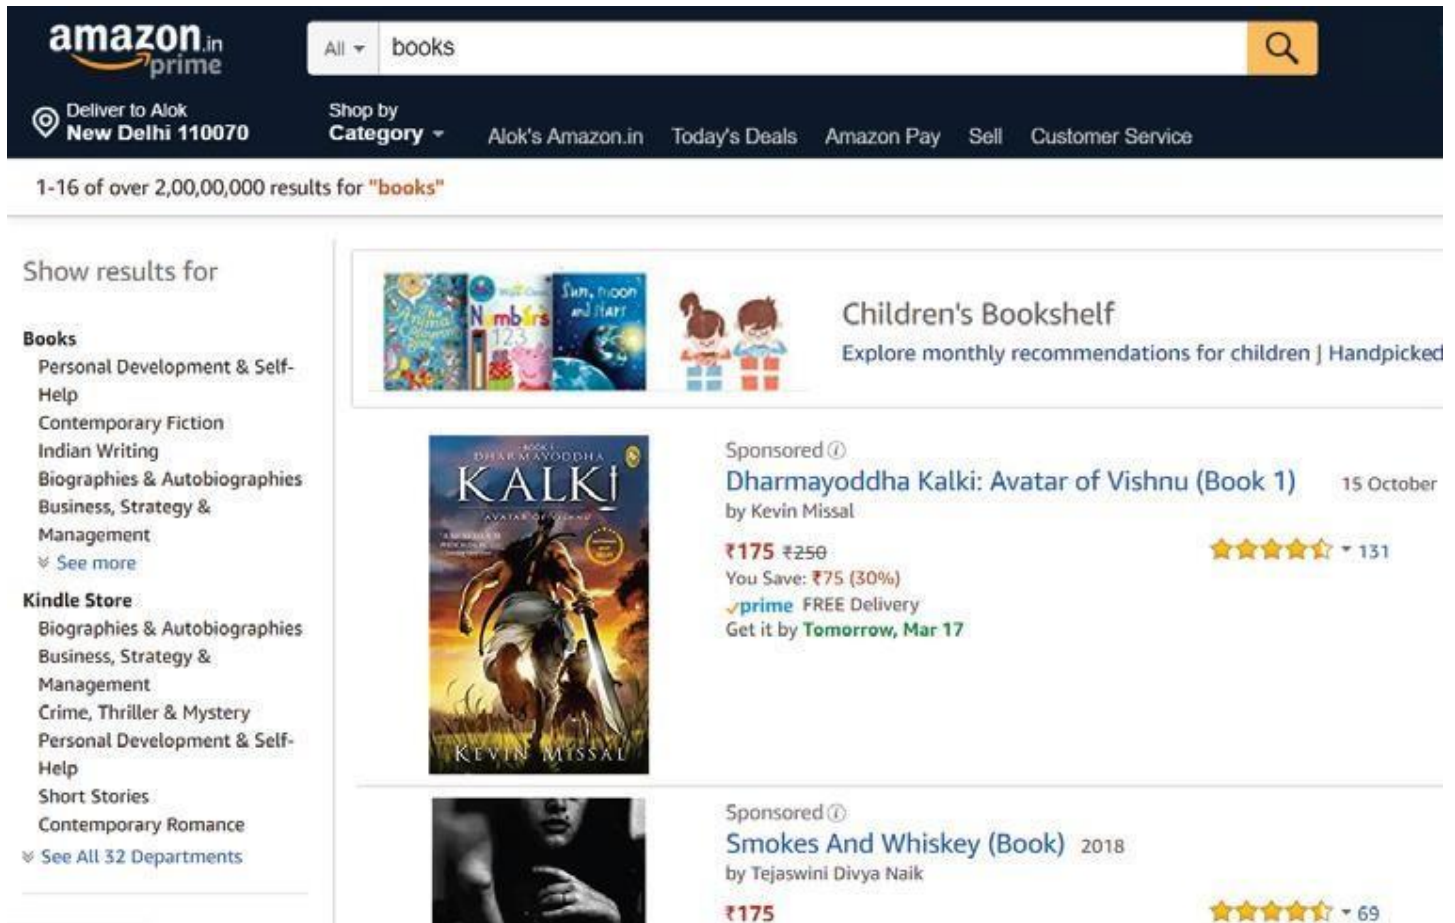 amazon.in
prime
All
books
Deliver to Alok
New Delhi 110070
Shop by
Category
Alok's Amazon.in
Today's Deals
Amazon Pay
Sell
Customer Service
1-16 of over 2,00,00,000 results for "books"
Show results for
Books
Personal Development & Self-
Help
Contemporary Fiction
Indian Writing
Biographies & Autobiographies
Business, Strategy &
Management
See more
Kindle Store
Biographies & Autobiographies
Business, Strategy &
Management
Crime, Thriller & Mystery
Personal Development & Self-
Help
Short Stories
Contemporary Romance
See All 32 Departments
Numbers
123
Sun, moon
and stars
Children's Bookshelf
Explore monthly recommendations for children | Handpicked
DHARMAYODDHA
KALKI
AVATAR OF VISHNU
KEVIN MISSAL
Sponsored
Dharmayoddha Kalki: Avatar of Vishnu (Book 1) 15 October
by Kevin Missal
₹175 ₹250
131
You Save: ₹75 (30%)
prime FREE Delivery
Get it by Tomorrow, Mar 17
Sponsored
Smokes And Whiskey (Book) 2018
by Tejaswini Divya Naik
₹175
69